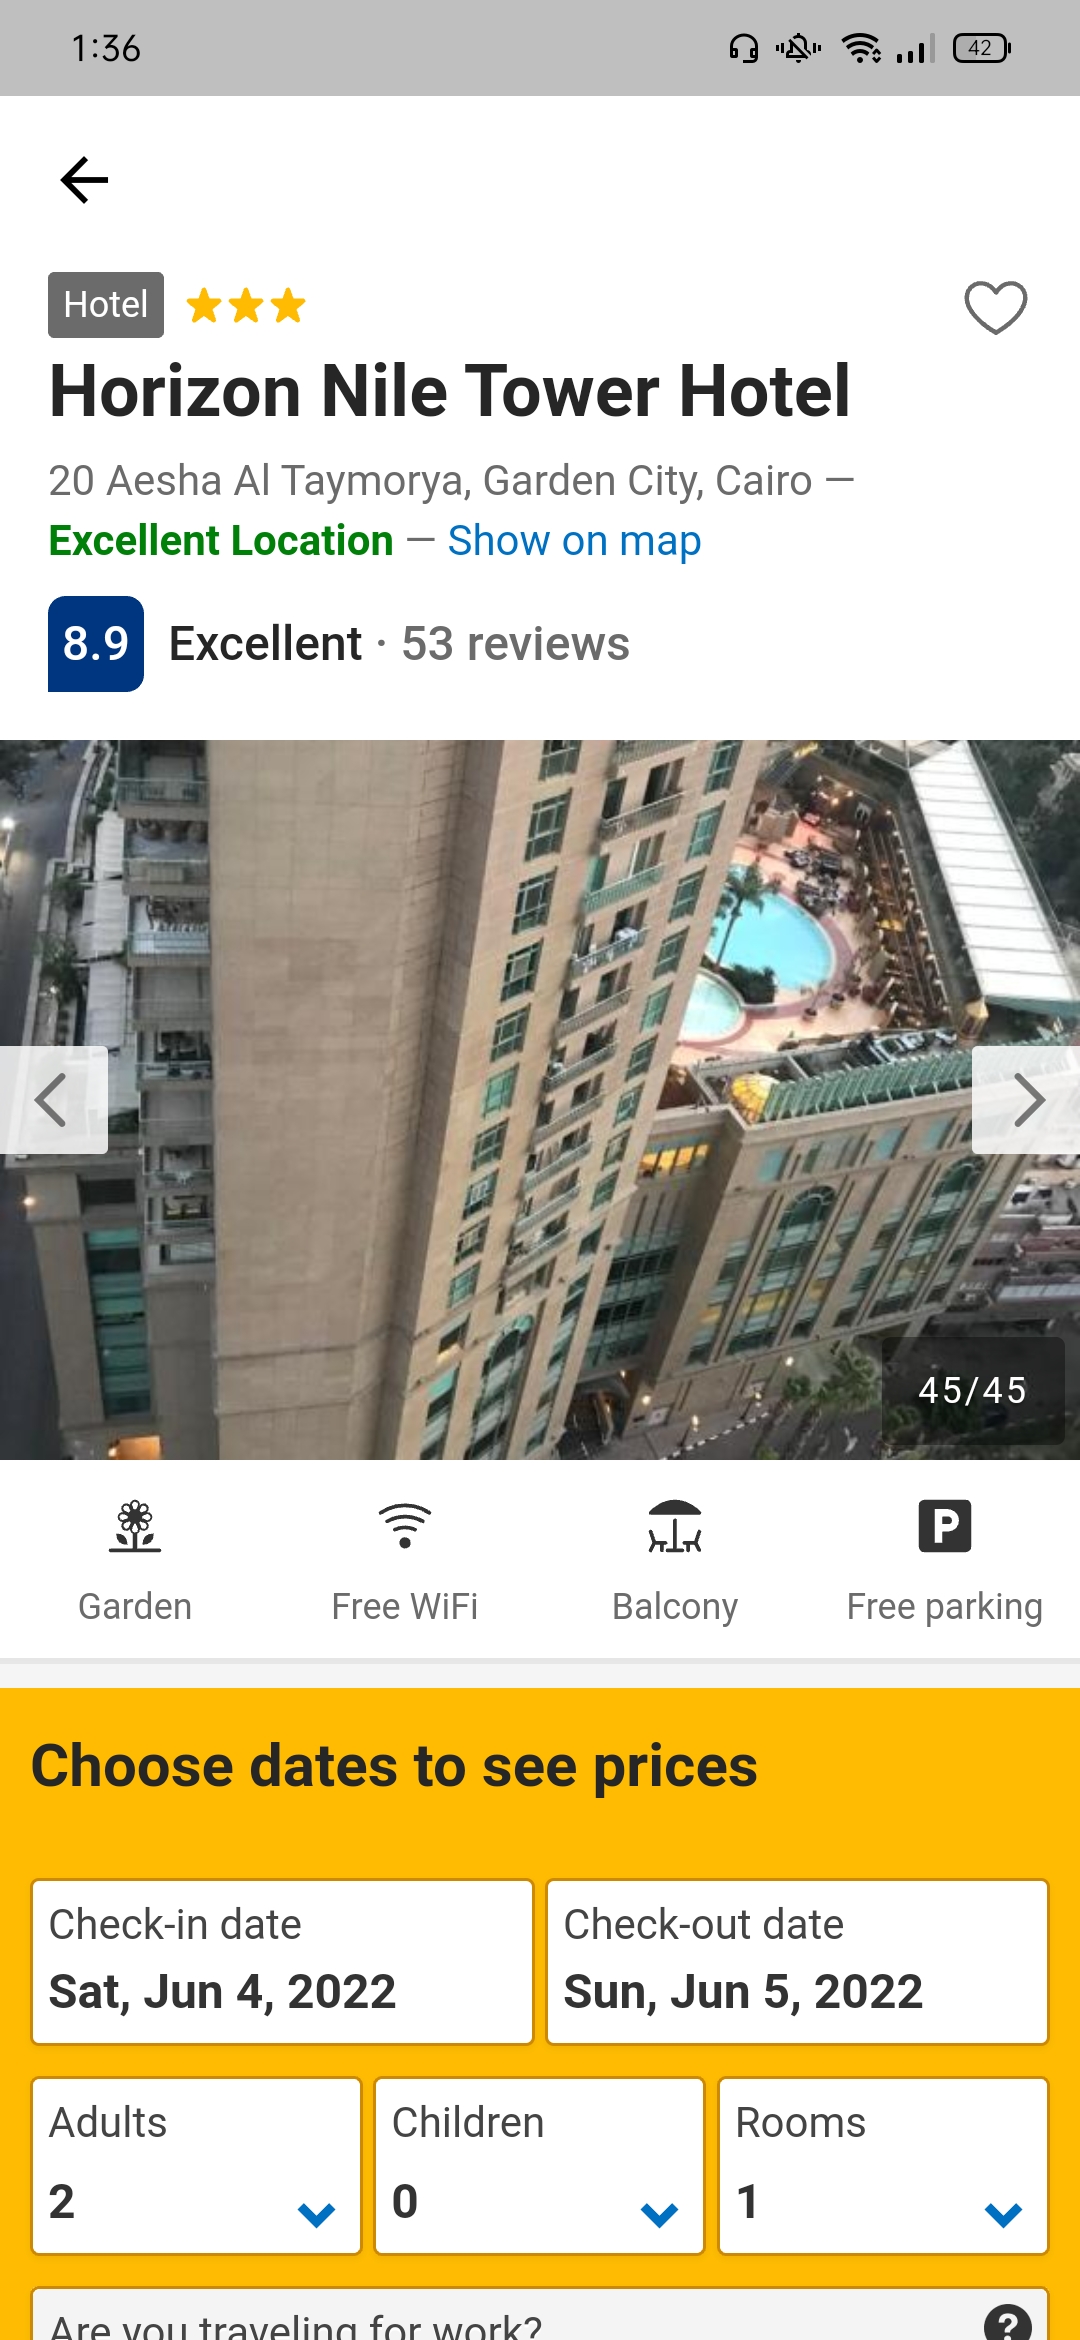 1:36
42
Hotel
Horizon Nile Tower Hotel
20 Aesha Al Taymorya, Garden City, Cairo –
Excellent Location – Show on map
8.9 Excellent · 53 reviews
45/45
Garden Free WiFi Balcony P Free parking
Choose dates to see prices
Check-in date
Sat, Jun 4, 2022
Check-out date
Sun, Jun 5, 2022
Adults
2
Children
0
Rooms
1
Are you traveling for work? ?